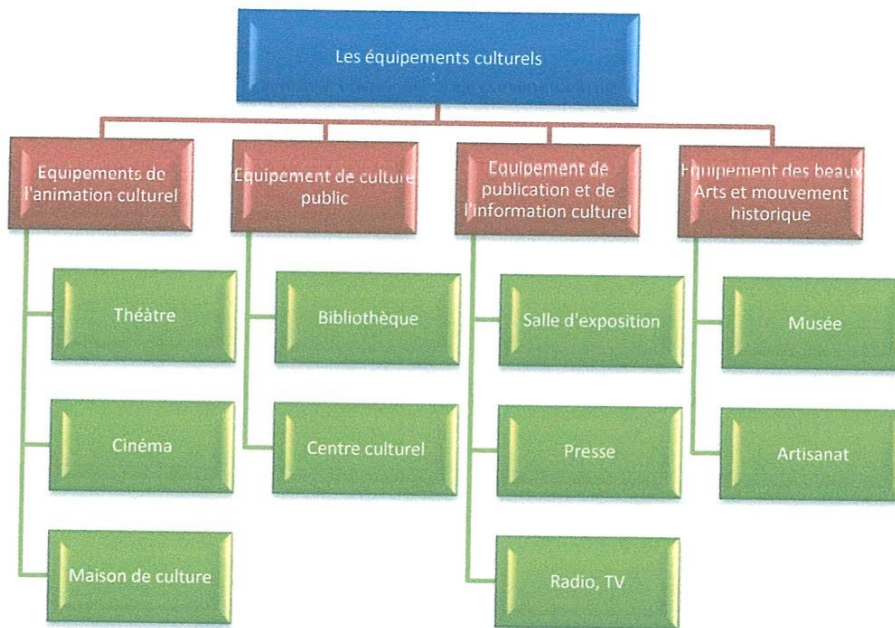 Les équipements culturels
:
Equipements de
l'animation culturel
Equipement de culture
public
Equipement de
publication et de
l'information culturel
Equipement des beaux
Arts et mouvement
historique
Théàtre
Bibliothèque
Salle d'exposition
Musée
Cinéma
Centre culturel
Presse
Artisanat
Maison de culture
Radio, TV